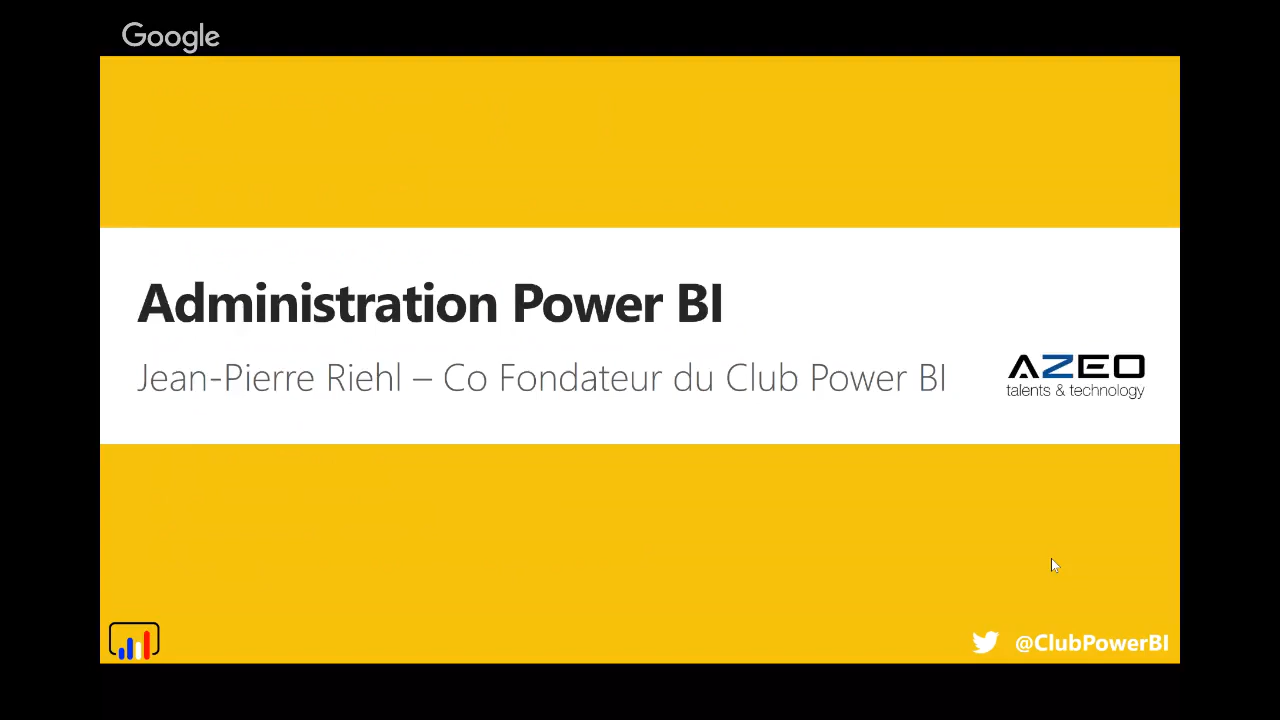 Google
Administration Power BI
Jean-Pierre Riehl – Co Fondateur du Club Power BI
AZEO
talents & technology
@ClubPowerBI